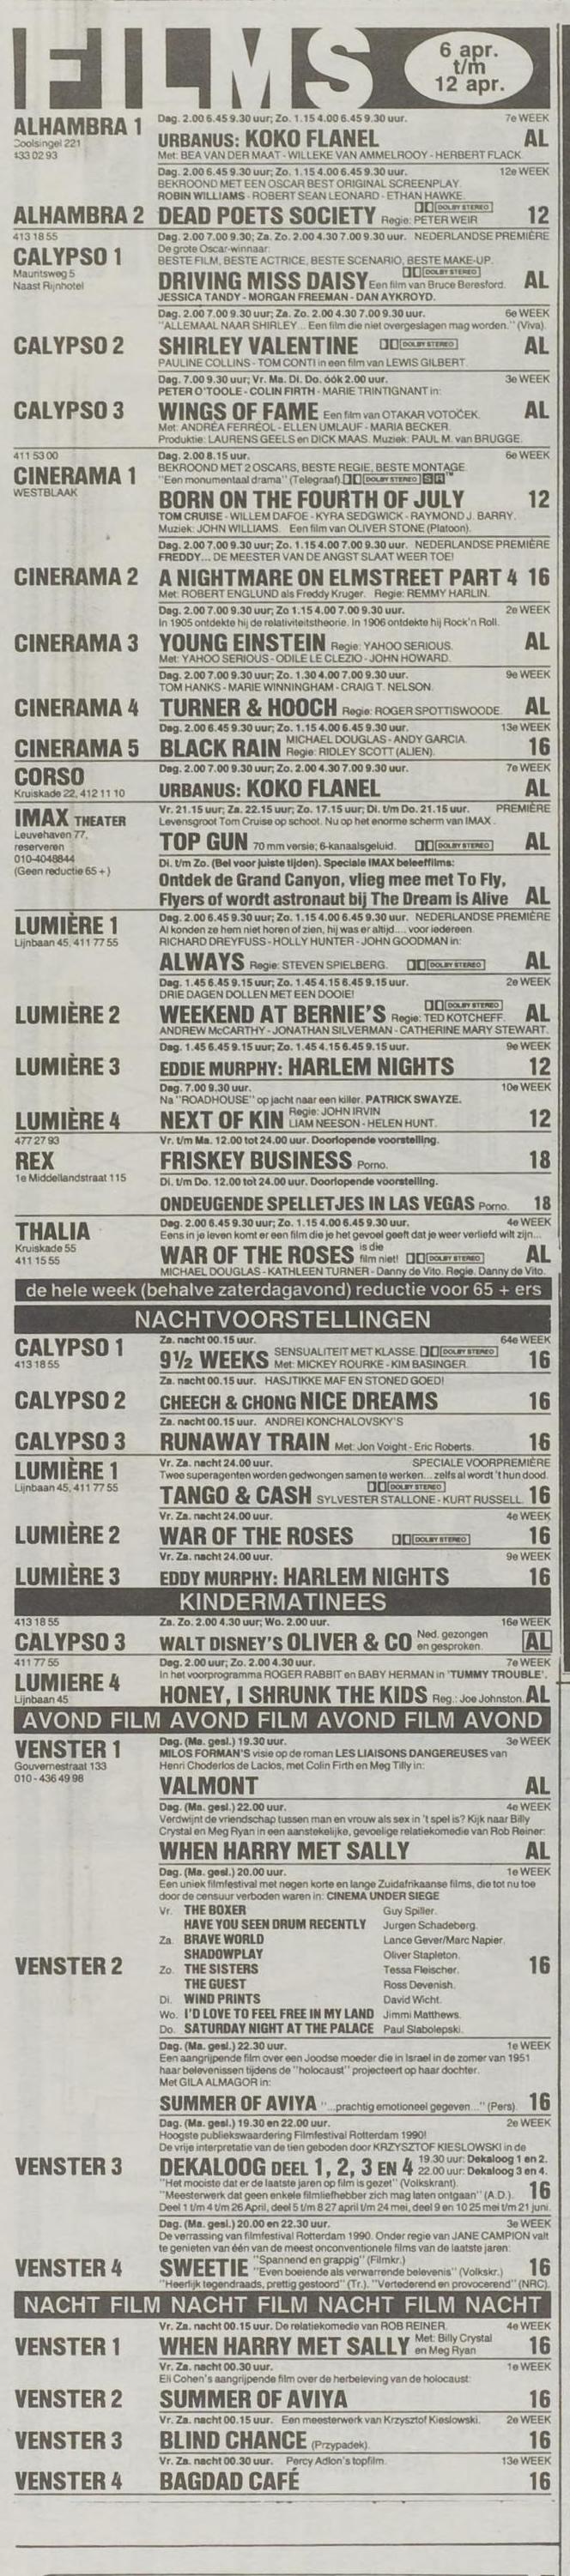 FILMS
6 apr.
t/m
12 apr.
ALHAMBRA 1
Coolsingel 221
433 02 93
Dag. 2.00 6.45 9.30 uur; Zo. 1.15 4.00 6.45 9.30 uur. 7e WEEK
URBANUS: KOKO FLANEL AL
Met: BEA VAN DER MAAT - WILLEKE VAN AMMELROOY - HERBERT FLACK.
Dag. 2.00 6.45 9.30 uur; Zo. 1.15 4.00 6.45 9.30 uur. 12e WEEK
BEKROOND MET EEN OSCAR BEST ORIGINAL SCREENPLAY.
ROBIN WILLIAMS - ROBERT SEAN LEONARD - ETHAN HAWKE.
ALHAMBRA 2 DEAD POETS SOCIETY Regie: PETER WEIR DOLBY STEREO 12
413 18 55
CALYPSO 1
Mauritsweg 5
Naast Rijnhotel
Dag. 2.00 7.00 9.30; Za. Zo. 2.00 4.30 7.00 9.30 uur. NEDERLANDSE PREMIÈRE
De grote Oscar-winnaar:
BESTE FILM, BESTE ACTRICE, BESTE SCENARIO, BESTE MAKE-UP.
DOLBY STEREO
DRIVING MISS DAISY Een film van Bruce Beresford. AL
JESSICA TANDY - MORGAN FREEMAN - DAN AYKROYD.
Dag. 2.00 7.00 9.30 uur; Za. Zo. 2.00 4.30 7.00 9.30 uur. 6e WEEK
"ALLEMAAL NAAR SHIRLEY... Een film die niet overgeslagen mag worden." (Viva).
CALYPSO 2 SHIRLEY VALENTINE DOLBY STEREO AL
PAULINE COLLINS - TOM CONTI in een film van LEWIS GILBERT.
Dag. 7.00 9.30 uur; Vr. Ma. Di. Do. óók 2.00 uur. 3e WEEK
PETER O'TOOLE - COLIN FIRTH - MARIE TRINTIGNANT in:
CALYPSO 3 WINGS OF FAME Een film van OTAKAR VOTOČEK. AL
Met: ANDRÉA FERRÉOL - ELLEN UMLAUF - MARIA BECKER.
Produktie: LAURENS GEELS en DICK MAAS. Muziek: PAUL M. van BRUGGE.
411 53 00
CINERAMA 1
WESTBLAAK
Dag. 2.00 8.15 uur. 6e WEEK
BEKROOND MET 2 OSCARS, BESTE REGIE, BESTE MONTAGE.
"Een monumentaal drama" (Telegraaf). DOLBY STEREO SR™
BORN ON THE FOURTH OF JULY 12
TOM CRUISE - WILLEM DAFOE - KYRA SEDGWICK - RAYMOND J. BARRY.
Muziek: JOHN WILLIAMS. Een film van OLIVER STONE (Platoon).
Dag. 2.00 7.00 9.30 uur; Zo. 1.15 4.00 7.00 9.30 uur. NEDERLANDSE PREMIÈRE
FREDDY... DE MEESTER VAN DE ANGST SLAAT WEER TOE!
CINERAMA 2 A NIGHTMARE ON ELMSTREET PART 4 16
Met: ROBERT ENGLUND als Freddy Kruger. Regie: REMMY HARLIN.
Dag. 2.00 7.00 9.30 uur; Zo 1.15 4.00 7.00 9.30 uur. 2e WEEK
In 1905 ontdekte hij de relativiteitstheorie. In 1906 ontdekte hij Rock'n Roll.
CINERAMA 3 YOUNG EINSTEIN Regie: YAHOO SERIOUS. AL
Met: YAHOO SERIOUS - ODILE LE CLEZIO - JOHN HOWARD.
Dag. 2.00 7.00 9.30 uur; Zo. 1.30 4.00 7.00 9.30 uur. 9e WEEK
TOM HANKS - MARIE WINNINGHAM - CRAIG T. NELSON.
CINERAMA 4 TURNER & HOOCH Regie: ROGER SPOTTISWOODE. AL
Dag. 2.00 6.45 9.30 uur; Zo. 1.15 4.00 6.45 9.30 uur. 13e WEEK
CINERAMA 5 BLACK RAIN MICHAEL DOUGLAS - ANDY GARCIA. Regie: RIDLEY SCOTT (ALIEN). 16
CORSO
Kruiskade 22, 412 11 10
Dag. 2.00 7.00 9.30 uur; Zo. 2.00 4.30 7.00 9.30 uur. 7e WEEK
URBANUS: KOKO FLANEL AL
IMAX THEATER
Leuvehaven 77,
reserveren
010-4048844
(Geen reductie 65 +)
Vr. 21.15 uur; Za. 22.15 uur; Zo. 17.15 uur; Di. t/m Do. 21.15 uur. PREMIÈRE
Levensgroot Tom Cruise op schoot. Nu op het enorme scherm van IMAX.
TOP GUN 70 mm versie; 6-kanaalsgeluid. DOLBY STEREO AL
Di. t/m Zo. (Bel voor juiste tijden). Speciale IMAX beleeffilms:
Ontdek de Grand Canyon, vlieg mee met To Fly,
Flyers of wordt astronaut bij The Dream is Alive AL
LUMIÈRE 1
Lijnbaan 45, 411 77 55
Dag. 2.00 6.45 9.30 uur; Zo. 1.15 4.00 6.45 9.30 uur. NEDERLANDSE PREMIÈRE
Al konden ze hem niet horen of zien, hij was er altijd.... voor iedereen.
RICHARD DREYFUSS - HOLLY HUNTER - JOHN GOODMAN in:
ALWAYS Regie: STEVEN SPIELBERG. DOLBY STEREO AL
Dag. 1.45 6.45 9.15 uur; Zo. 1.45 4.15 6.45 9.15 uur. 2e WEEK
DRIE DAGEN DOLLEN MET EEN DOOIE!
DOLBY STEREO
LUMIÈRE 2 WEEKEND AT BERNIE'S Regie: TED KOTCHEFF. AL
ANDREW McCARTHY - JONATHAN SILVERMAN - CATHERINE MARY STEWART.
Dag. 1.45 6.45 9.15 uur; Zo. 1.45 4.15 6.45 9.15 uur. 9e WEEK
LUMIÈRE 3 EDDIE MURPHY: HARLEM NIGHTS 12
Dag. 7.00 9.30 uur. 10e WEEK
Na "ROADHOUSE" op jacht naar een killer. PATRICK SWAYZE.
LUMIÈRE 4 NEXT OF KIN Regie: JOHN IRVIN LIAM NEESON - HELEN HUNT. 12
477 27 93
REX
1e Middellandstraat 115
Vr. t/m Ma. 12.00 tot 24.00 uur. Doorlopende voorstelling.
FRISKEY BUSINESS Porno. 18
Di. t/m Do. 12.00 tot 24.00 uur. Doorlopende voorstelling.
ONDEUGENDE SPELLETJES IN LAS VEGAS Porno. 18
THALIA
Kruiskade 55
411 15 55
Dag. 2.00 6.45 9.30 uur; Zo. 1.15 4.00 6.45 9.30 uur. 4e WEEK
Eens in je leven komt er een film die je het gevoel geeft dat je weer verliefd wilt zijn...
WAR OF THE ROSES is die film niet! DOLBY STEREO AL
MICHAEL DOUGLAS - KATHLEEN TURNER - Danny de Vito. Regie: Danny de Vito.
de hele week (behalve zaterdagavond) reductie voor 65 + ers
NACHTVOORSTELLINGEN
CALYPSO 1
413 18 55
Za. nacht 00.15 uur. 64e WEEK
9½ WEEKS SENSUALITEIT MET KLASSE. DOLBY STEREO Met: MICKEY ROURKE - KIM BASINGER. 16
Za. nacht 00.15 uur. HASJTIKKE MAF EN STONED GOED!
CALYPSO 2 CHEECH & CHONG NICE DREAMS 16
Za. nacht 00.15 uur. ANDREI KONCHALOVSKY'S
CALYPSO 3 RUNAWAY TRAIN Met: Jon Voight - Eric Roberts. 16
LUMIÈRE 1
Lijnbaan 45, 411 77 55
Vr. Za. nacht 24.00 uur. SPECIALE VOORPREMIÈRE
Twee superagenten worden gedwongen samen te werken... zelfs al wordt 't hun dood.
DOLBY STEREO
TANGO & CASH SYLVESTER STALLONE - KURT RUSSELL. 16
Vr. Za. nacht 24.00 uur. 4e WEEK
LUMIÈRE 2 WAR OF THE ROSES DOLBY STEREO 16
Vr. Za. nacht 24.00 uur. 9e WEEK
LUMIÈRE 3 EDDY MURPHY: HARLEM NIGHTS 16
KINDERMATINEES
413 18 55
Za. Zo. 2.00 4.30 uur; Wo. 2.00 uur. 16e WEEK
CALYPSO 3 WALT DISNEY'S OLIVER & CO Ned. gezongen en gesproken. AL
411 77 55
LUMIERE 4
Lijnbaan 45
Dag. 2.00 uur; Zo. 2.00 4.30 uur. 7e WEEK
In het voorprogramma ROGER RABBIT en BABY HERMAN in 'TUMMY TROUBLE'.
HONEY, I SHRUNK THE KIDS Reg.: Joe Johnston. AL
AVOND FILM AVOND FILM AVOND FILM AVOND
VENSTER 1
Gouvernestraat 133
010 - 436 49 98
Dag. (Ma. gesl.) 19.30 uur. 3e WEEK
MILOS FORMAN'S visie op de roman LES LIAISONS DANGEREUSES van
Henri Choderlos de Laclos, met Colin Firth en Meg Tilly in:
VALMONT AL
Dag. (Ma. gesl.) 22.00 uur. 4e WEEK
Verdwijnt de vriendschap tussen man en vrouw als sex in 't spel is? Kijk naar Billy
Crystal en Meg Ryan in een aanstekelijke, gevoelige relatiekomedie van Rob Reiner:
WHEN HARRY MET SALLY AL
Dag. (Ma. gesl.) 20.00 uur. 1e WEEK
Een uniek filmfestival met negen korte en lange Zuidafrikaanse films, die tot nu toe
door de censuur verboden waren in: CINEMA UNDER SIEGE
Vr. THE BOXER Guy Spiller.
HAVE YOU SEEN DRUM RECENTLY Jurgen Schadeberg.
Za. BRAVE WORLD Lance Gever/Marc Napier.
SHADOWPLAY Oliver Stapleton.
VENSTER 2 Zo. THE SISTERS Tessa Fleischer. 16
THE GUEST Ross Devenish.
Di. WIND PRINTS David Wicht.
Wo. I'D LOVE TO FEEL FREE IN MY LAND Jimmi Matthews.
Do. SATURDAY NIGHT AT THE PALACE Paul Slabolepski.
Dag. (Ma. gesl.) 22.30 uur. 1e WEEK
Een aangrijpende film over een Joodse moeder die in Israel in de zomer van 1951
haar belevenissen tijdens de "holocaust" projecteert op haar dochter.
Met GILA ALMAGOR in:
SUMMER OF AVIYA "...prachtig emotioneel gegeven..." (Pers). 16
Dag. (Ma. gesl.) 19.30 en 22.00 uur. 2e WEEK
Hoogste publiekswaardering Filmfestival Rotterdam 1990!
De vrije interpretatie van de tien geboden door KRZYSZTOF KIESLOWSKI in de
VENSTER 3 DEKALOOG DEEL 1, 2, 3 EN 4 19.30 uur: Dekaloog 1 en 2. 22.00 uur: Dekaloog 3 en 4.
"Het mooiste dat er de laatste jaren op film is gezet" (Volkskrant).
"Meesterwerk dat geen enkele filmliefhebber zich mag laten ontgaan" (A.D.). 16
Deel 1 t/m 4 t/m 26 April, deel 5 t/m 8 27 april t/m 24 mei, deel 9 en 10 25 mei t/m 21 juni.
Dag. (Ma. gesl.) 20.00 en 22.30 uur. 3e WEEK
De verrassing van filmfestival Rotterdam 1990. Onder regie van JANE CAMPION valt
te genieten van één van de meest onconventionele films van de laatste jaren:
VENSTER 4 SWEETIE "Spannend en grappig" (Filmkr.) "Even boeiende als verwarrende belevenis" (Volkskr.) 16
"Heerlijk tegendraads, prettig gestoord" (Tr.). "Vertederend en provocerend" (NRC).
NACHT FILM NACHT FILM NACHT FILM NACHT
Vr. Za. nacht 00.15 uur. De relatiekomedie van ROB REINER. 4e WEEK
VENSTER 1 WHEN HARRY MET SALLY Met: Billy Crystal en Meg Ryan 16
Vr. Za. nacht 00.30 uur. 1e WEEK
Eli Cohen's aangrijpende film over de herbeleving van de holocaust:
VENSTER 2 SUMMER OF AVIYA 16
Vr. Za. nacht 00.15 uur. Een meesterwerk van Krzysztof Kieslowski. 2e WEEK
VENSTER 3 BLIND CHANCE (Przypadek). 16
Vr. Za. nacht 00.30 uur. Percy Adlon's topfilm. 13e WEEK
VENSTER 4 BAGDAD CAFÉ 16